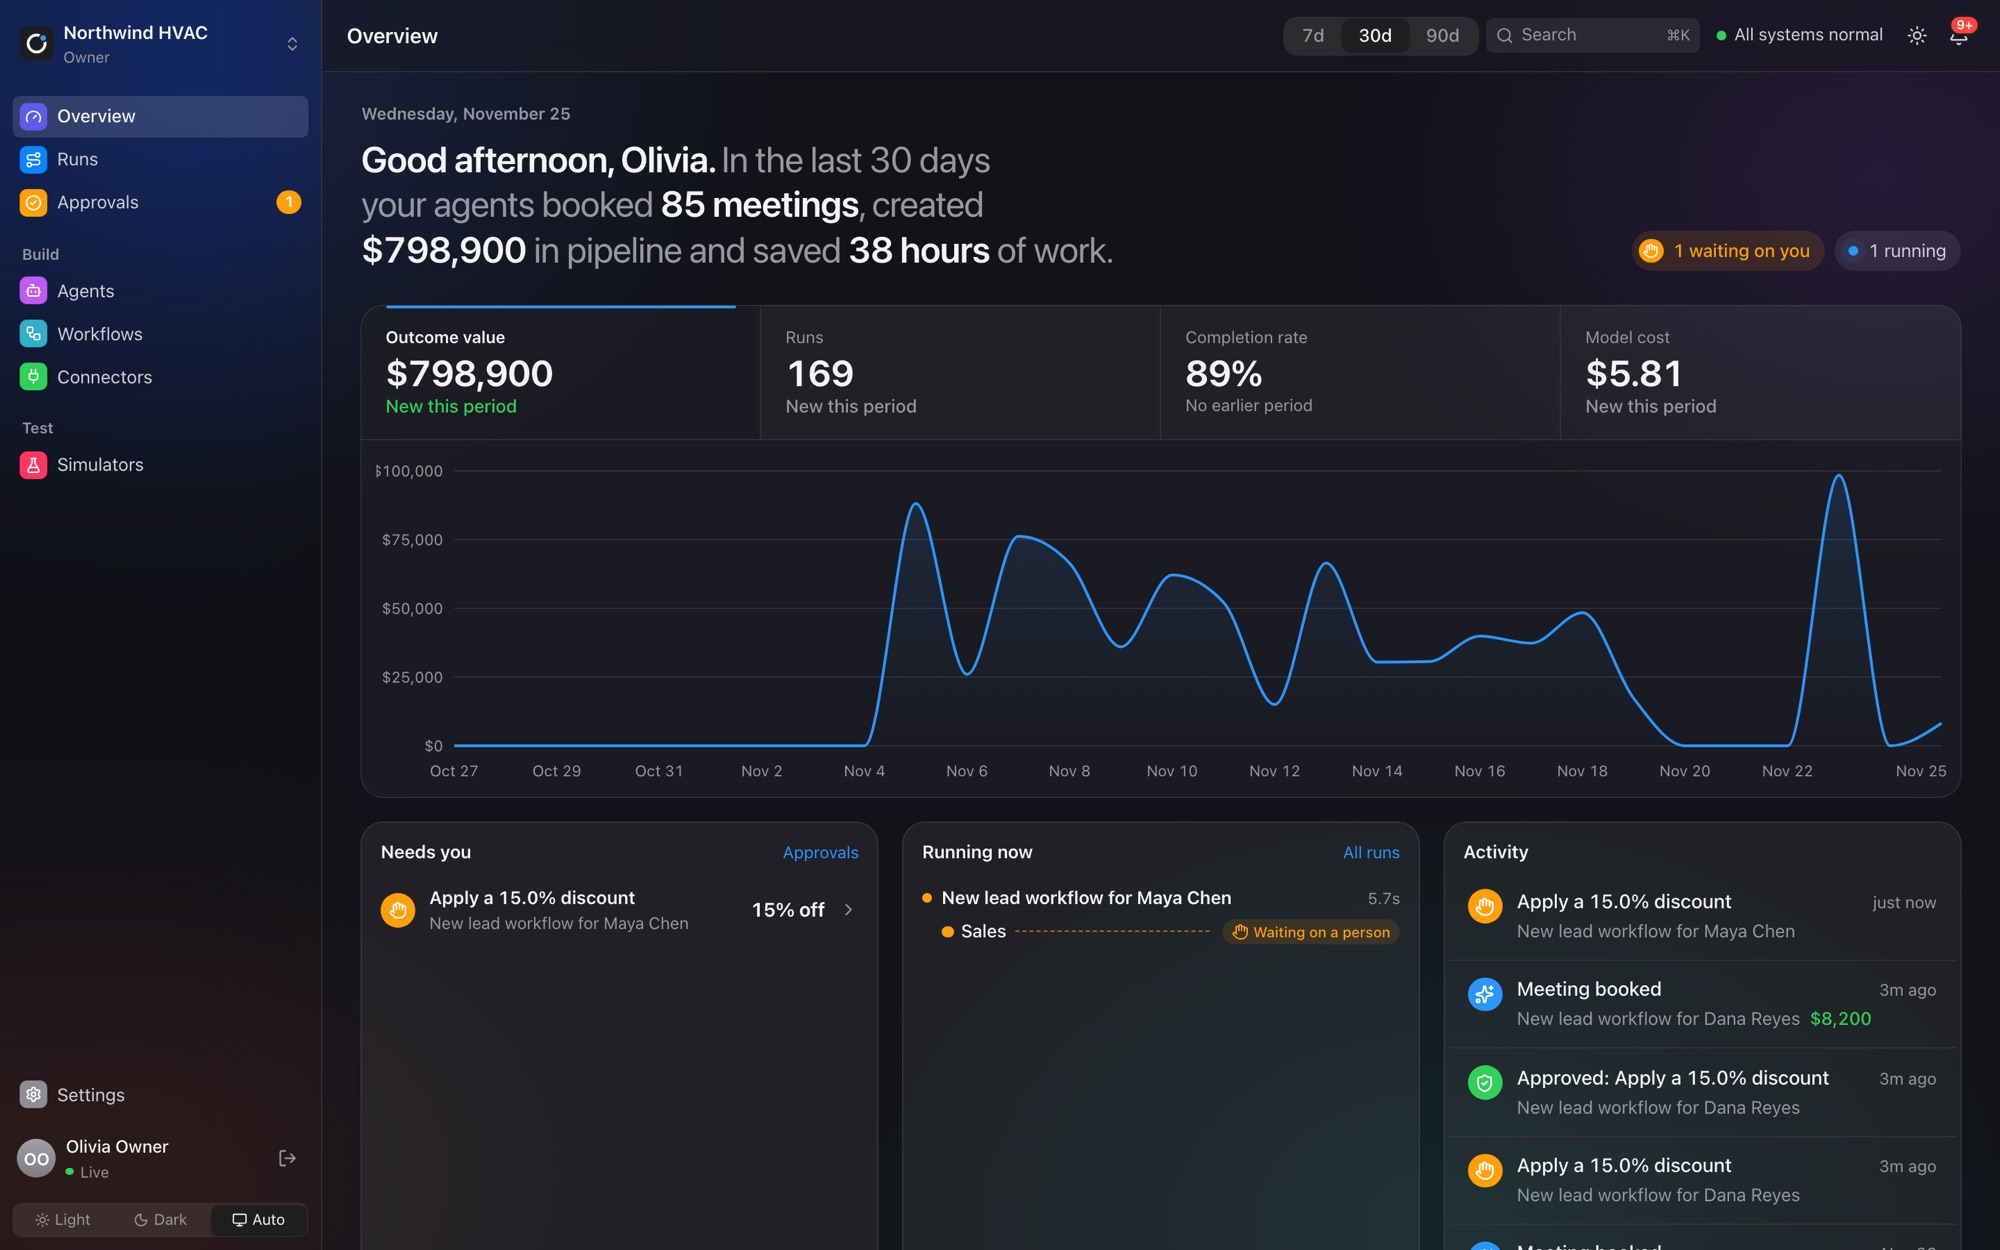 Northwind HVAC
Owner
Overview
Runs
Approvals 1
Build
Agents
Workflows
Connectors
Test
Simulators
Settings
OO
Olivia Owner
Live
Light Dark Auto
Overview
7d 30d 90d
Search ⌘K
All systems normal
9+
Wednesday, November 25
Good afternoon, Olivia. In the last 30 days
your agents booked 85 meetings, created
$798,900 in pipeline and saved 38 hours of work.
1 waiting on you
1 running
Outcome value
$798,900
New this period
Runs
169
New this period
Completion rate
89%
No earlier period
Model cost
$5.81
New this period
$100,000
$75,000
$50,000
$25,000
$0
Oct 27 Oct 29 Oct 31 Nov 2 Nov 4 Nov 6 Nov 8 Nov 10 Nov 12 Nov 14 Nov 16 Nov 18 Nov 20 Nov 22 Nov 25
Needs you Approvals
Apply a 15.0% discount
New lead workflow for Maya Chen
15% off
Running now All runs
New lead workflow for Maya Chen 5.7s
Sales Waiting on a person
Activity
Apply a 15.0% discount just now
New lead workflow for Maya Chen
Meeting booked 3m ago
New lead workflow for Dana Reyes $8,200
Approved: Apply a 15.0% discount 3m ago
New lead workflow for Dana Reyes
Apply a 15.0% discount 3m ago
New lead workflow for Dana Reyes
Meeting booked